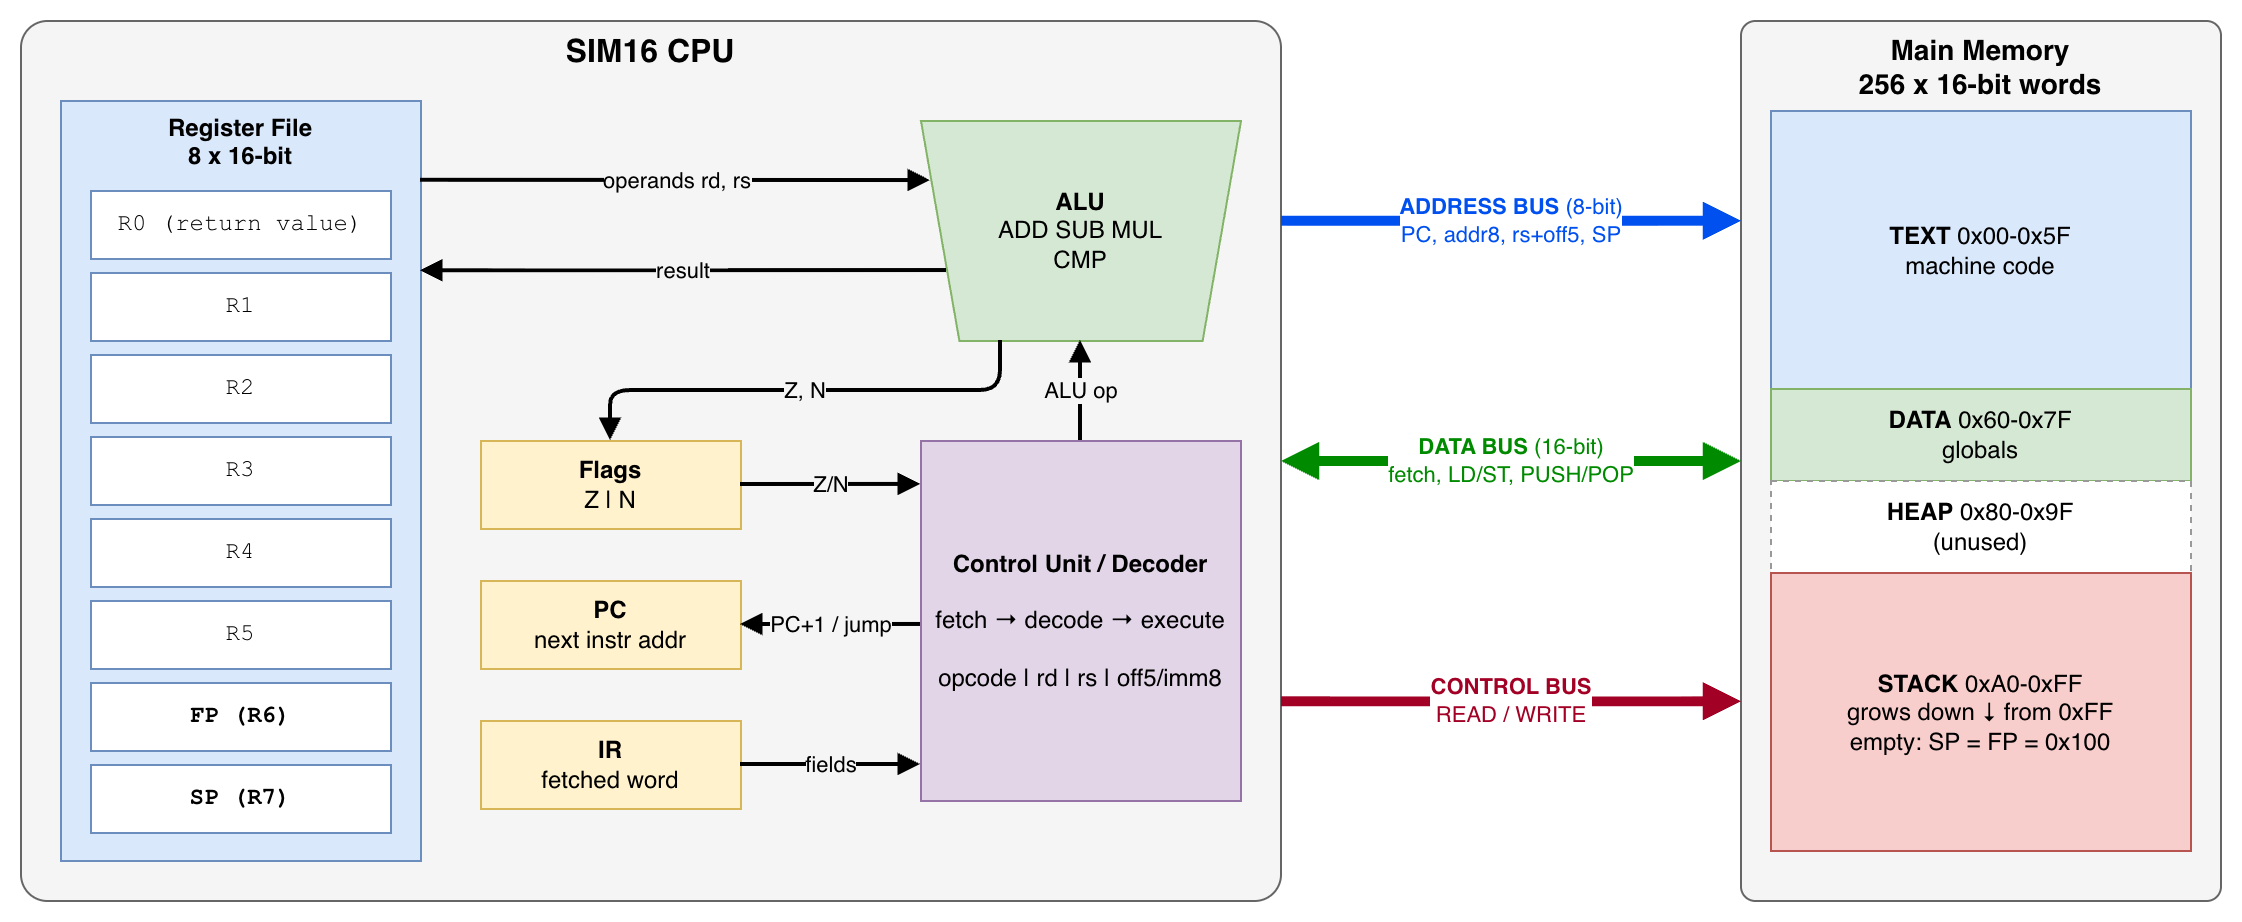 SIM16 CPU
Register File
8 x 16-bit
R0 (return value)
R1
R2
R3
R4
R5
FP (R6)
SP (R7)
operands rd, rs
result
ALU
ADD SUB MUL
CMP
Z, N
ALU op
Flags
Z | N
Z/N
PC
next instr addr
PC+1 / jump
IR
fetched word
fields
Control Unit / Decoder
fetch → decode → execute
opcode | rd | rs | off5/imm8
ADDRESS BUS (8-bit)
PC, addr8, rs+off5, SP
DATA BUS (16-bit)
fetch, LD/ST, PUSH/POP
CONTROL BUS
READ / WRITE
Main Memory
256 x 16-bit words
TEXT 0x00-0x5F
machine code
DATA 0x60-0x7F
globals
HEAP 0x80-0x9F
(unused)
STACK 0xA0-0xFF
grows down ↓ from 0xFF
empty: SP = FP = 0x100